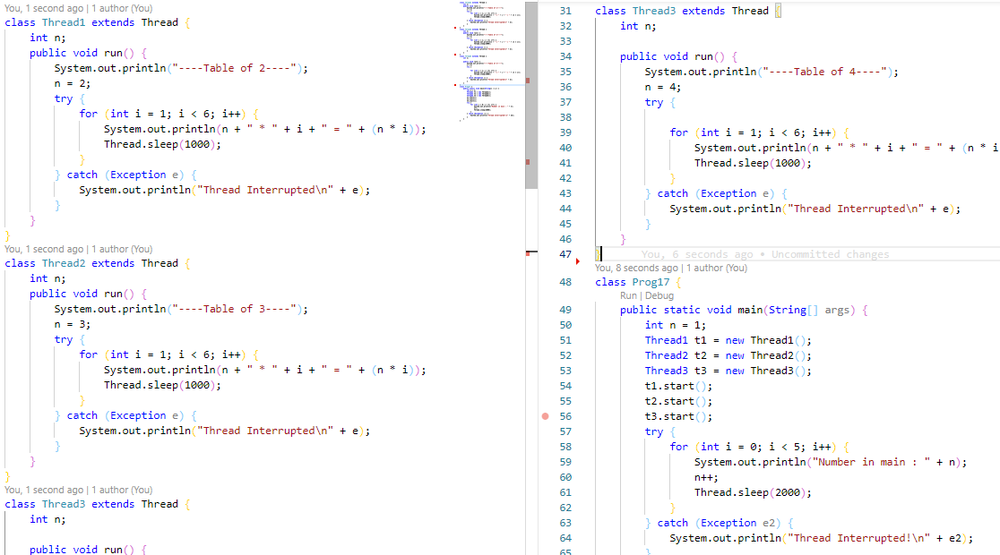 You, 1 second ago | 1 author (You)
class Thread1 extends Thread {
int n;
public void run() {
System.out.println("----Table of 2----");
n = 2;
try {
for (int i = 1; i < 6; i++) {
System.out.println(n + " * " + i + " = " + (n * i));
Thread.sleep(1000);
}
} catch (Exception e) {
System.out.println("Thread Interrupted\n" + e);
}
}
}
You, 1 second ago | 1 author (You)
class Thread2 extends Thread {
int n;
public void run() {
System.out.println("----Table of 3----");
n = 3;
try {
for (int i = 1; i < 6; i++) {
System.out.println(n + " * " + i + " = " + (n * i));
Thread.sleep(1000);
}
} catch (Exception e) {
System.out.println("Thread Interrupted\n" + e);
}
}
}
You, 1 second ago | 1 author (You)
class Thread3 extends Thread {
int n;
public void run() {
31 class Thread3 extends Thread {
32 int n;
33
34 public void run() {
35 System.out.println("----Table of 4----");
36 n = 4;
37 try {
38
39 for (int i = 1; i < 6; i++) {
40 System.out.println(n + " * " + i + " = " + (n * i
41 Thread.sleep(1000);
42 }
43 } catch (Exception e) {
44 System.out.println("Thread Interrupted\n" + e);
45 }
46 }
47 } You, 6 seconds ago • Uncommitted changes
You, 8 seconds ago | 1 author (You)
48 class Prog17 {
Run | Debug
49 public static void main(String[] args) {
50 int n = 1;
51 Thread1 t1 = new Thread1();
52 Thread2 t2 = new Thread2();
53 Thread3 t3 = new Thread3();
54 t1.start();
55 t2.start();
56 t3.start();
57 try {
58 for (int i = 0; i < 5; i++) {
59 System.out.println("Number in main : " + n);
60 n++;
61 Thread.sleep(2000);
62 }
63 } catch (Exception e2) {
64 System.out.println("Thread Interrupted!\n" + e2);
65 }